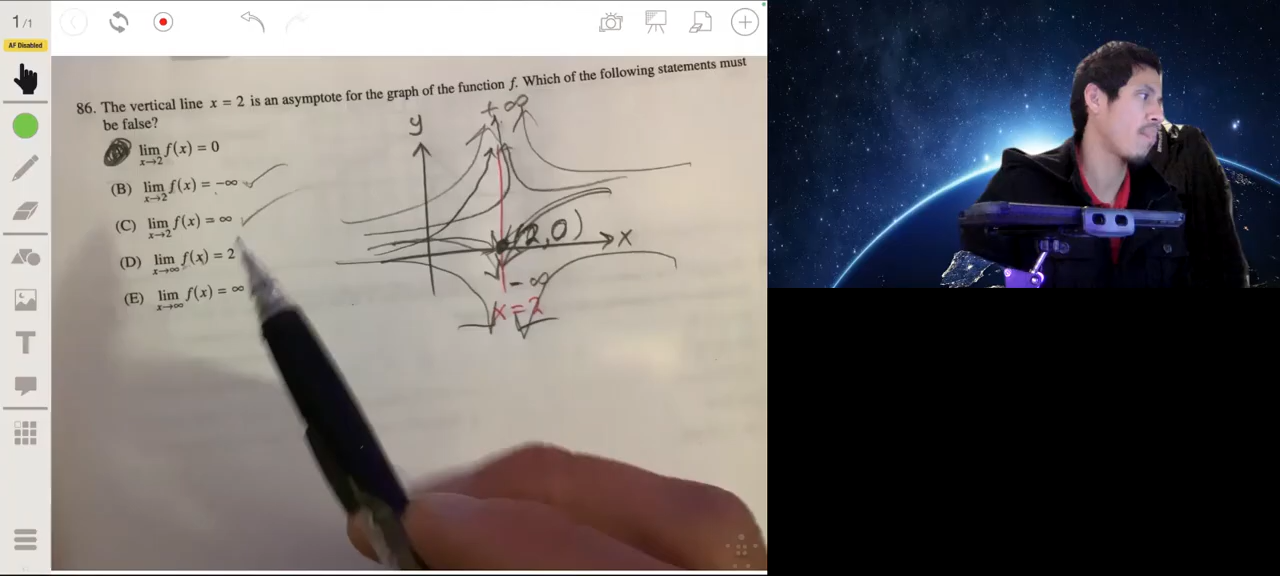 1/1
AF Disabled
86. The vertical line x = 2 is an asymptote for the graph of the function f. Which of the following statements must
be false?
lim x→2 f(x) = 0
(B) lim x→2 f(x) = -∞
(C) lim x→2 f(x) = ∞
(D) lim x→∞ f(x) = 2
(E) lim x→∞ f(x) = ∞
+∞
y
(2,0)
x
-∞
x=2
T